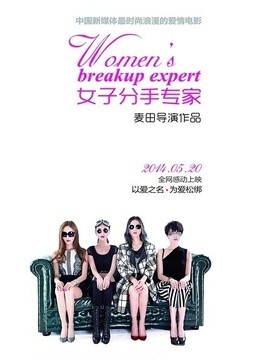 中国新媒体最时尚浪漫的爱情电影
Women's
breakup expert
女子分手专家
麦田导演作品
2014.05.20
全网感动上映
以爱之名·为爱松绑